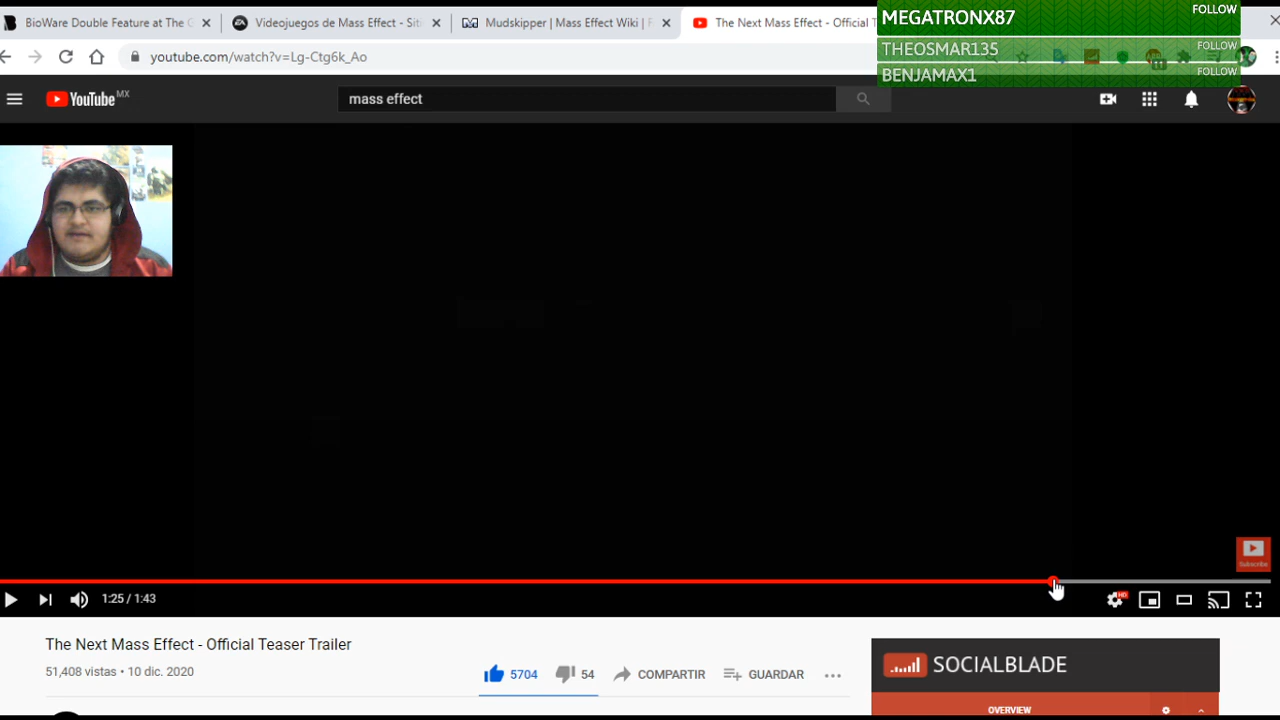 BioWare Double Feature at The G
Videojuegos de Mass Effect - Siti
Mudskipper | Mass Effect Wiki | F
The Next Mass Effect - Official T
MEGATRONX87
FOLLOW
THEOSMAR135
FOLLOW
BENJAMAX1
FOLLOW
youtube.com/watch?v=Lg-Ctg6k_Ao
YouTube MX
mass effect
Subscribe
1:25 / 1:43
HD
The Next Mass Effect - Official Teaser Trailer
51,408 vistas • 10 dic. 2020
5704
54
COMPARTIR
GUARDAR
SOCIALBLADE
OVERVIEW